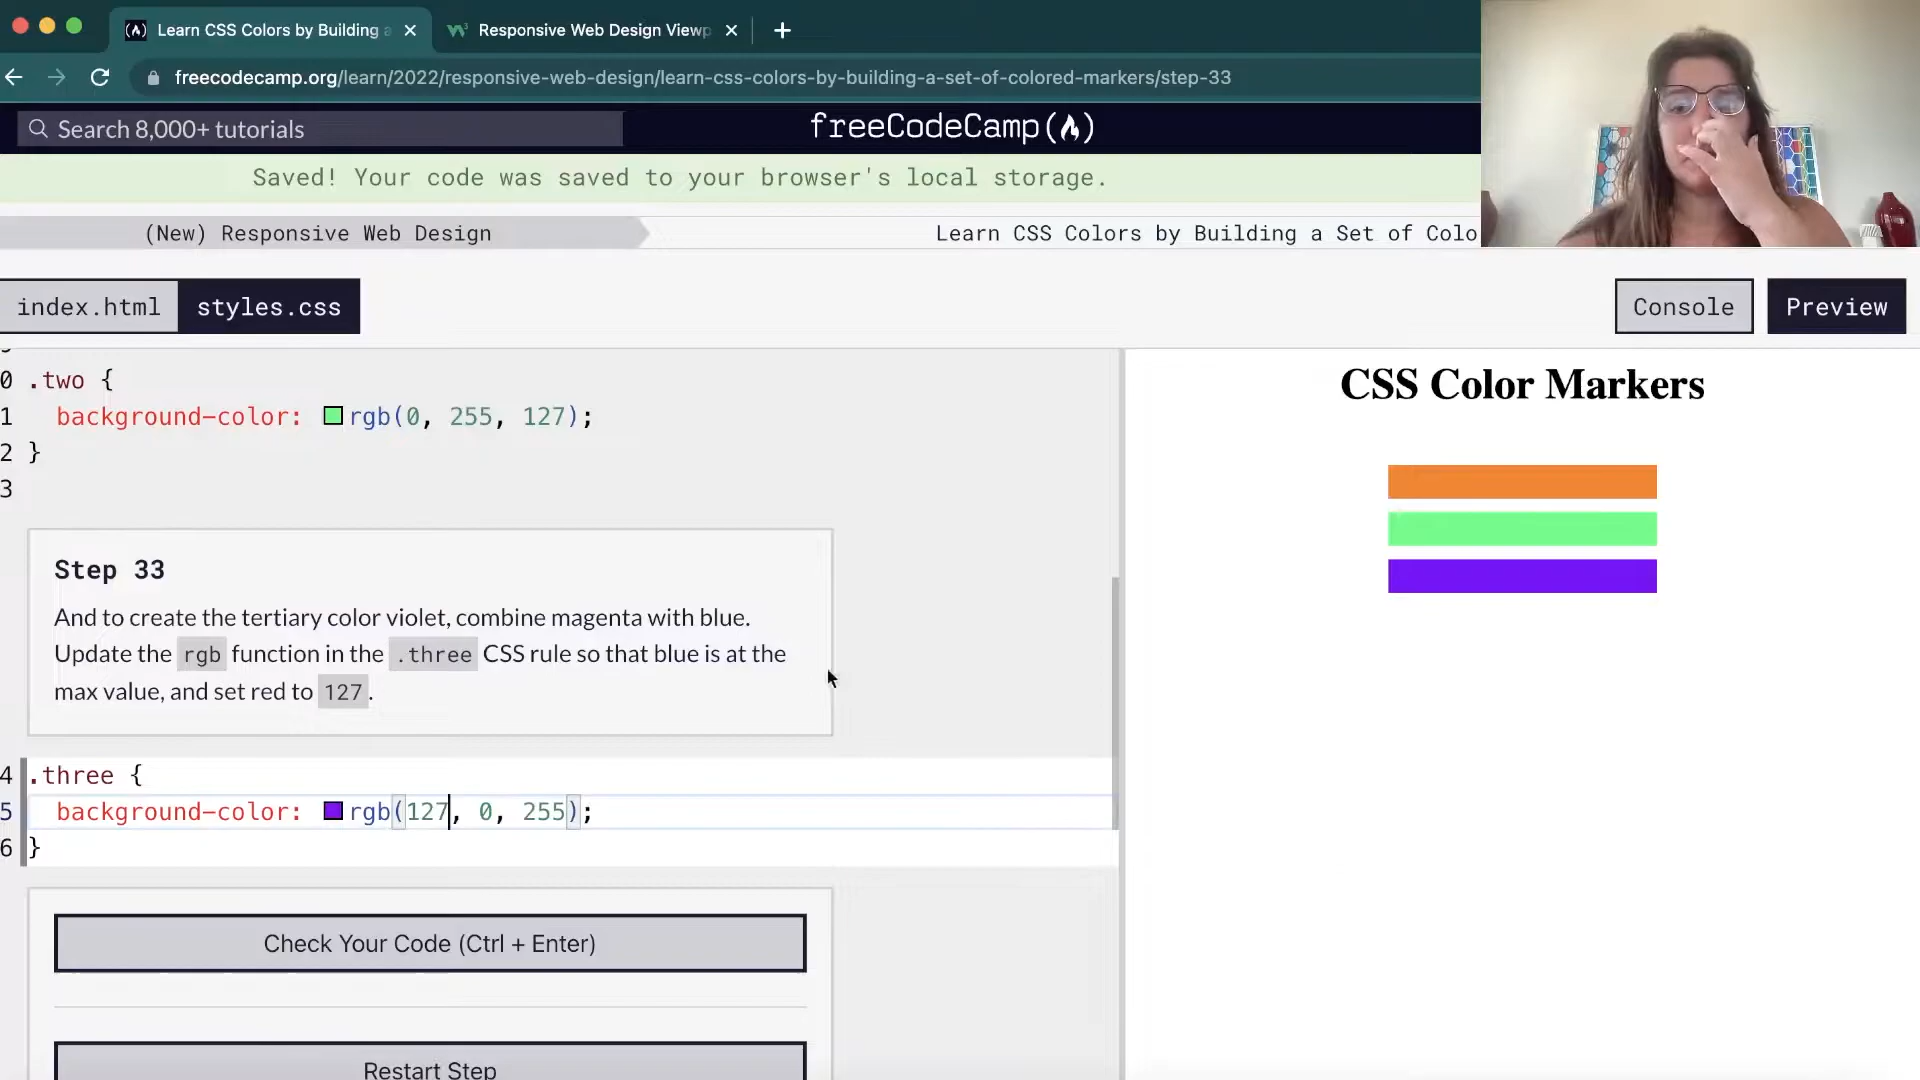 Learn CSS Colors by Building a
Responsive Web Design Viewp
freecodecamp.org/learn/2022/responsive-web-design/learn-css-colors-by-building-a-set-of-colored-markers/step-33
Search 8,000+ tutorials
freeCodeCamp
Saved! Your code was saved to your browser's local storage.
(New) Responsive Web Design
Learn CSS Colors by Building a Set of Colo
index.html
styles.css
Console
Preview
0 .two {
1 background-color: rgb(0, 255, 127);
2 }
3
Step 33
And to create the tertiary color violet, combine magenta with blue.
Update the rgb function in the .three CSS rule so that blue is at the
max value, and set red to 127.
4 .three {
5 background-color: rgb(127, 0, 255);
6 }
Check Your Code (Ctrl + Enter)
Restart Step
CSS Color Markers